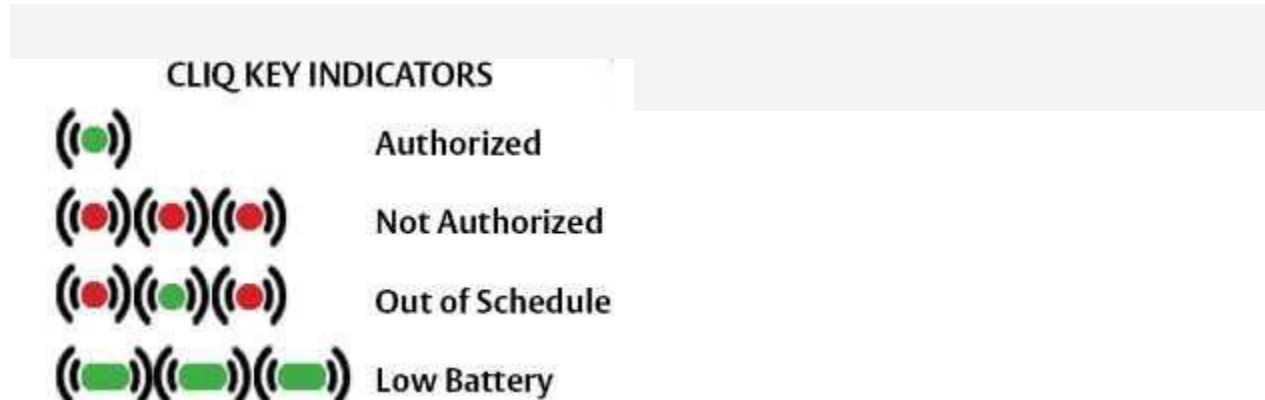 CLIQ KEY INDICATORS
Authorized
Not Authorized
Out of Schedule
Low Battery